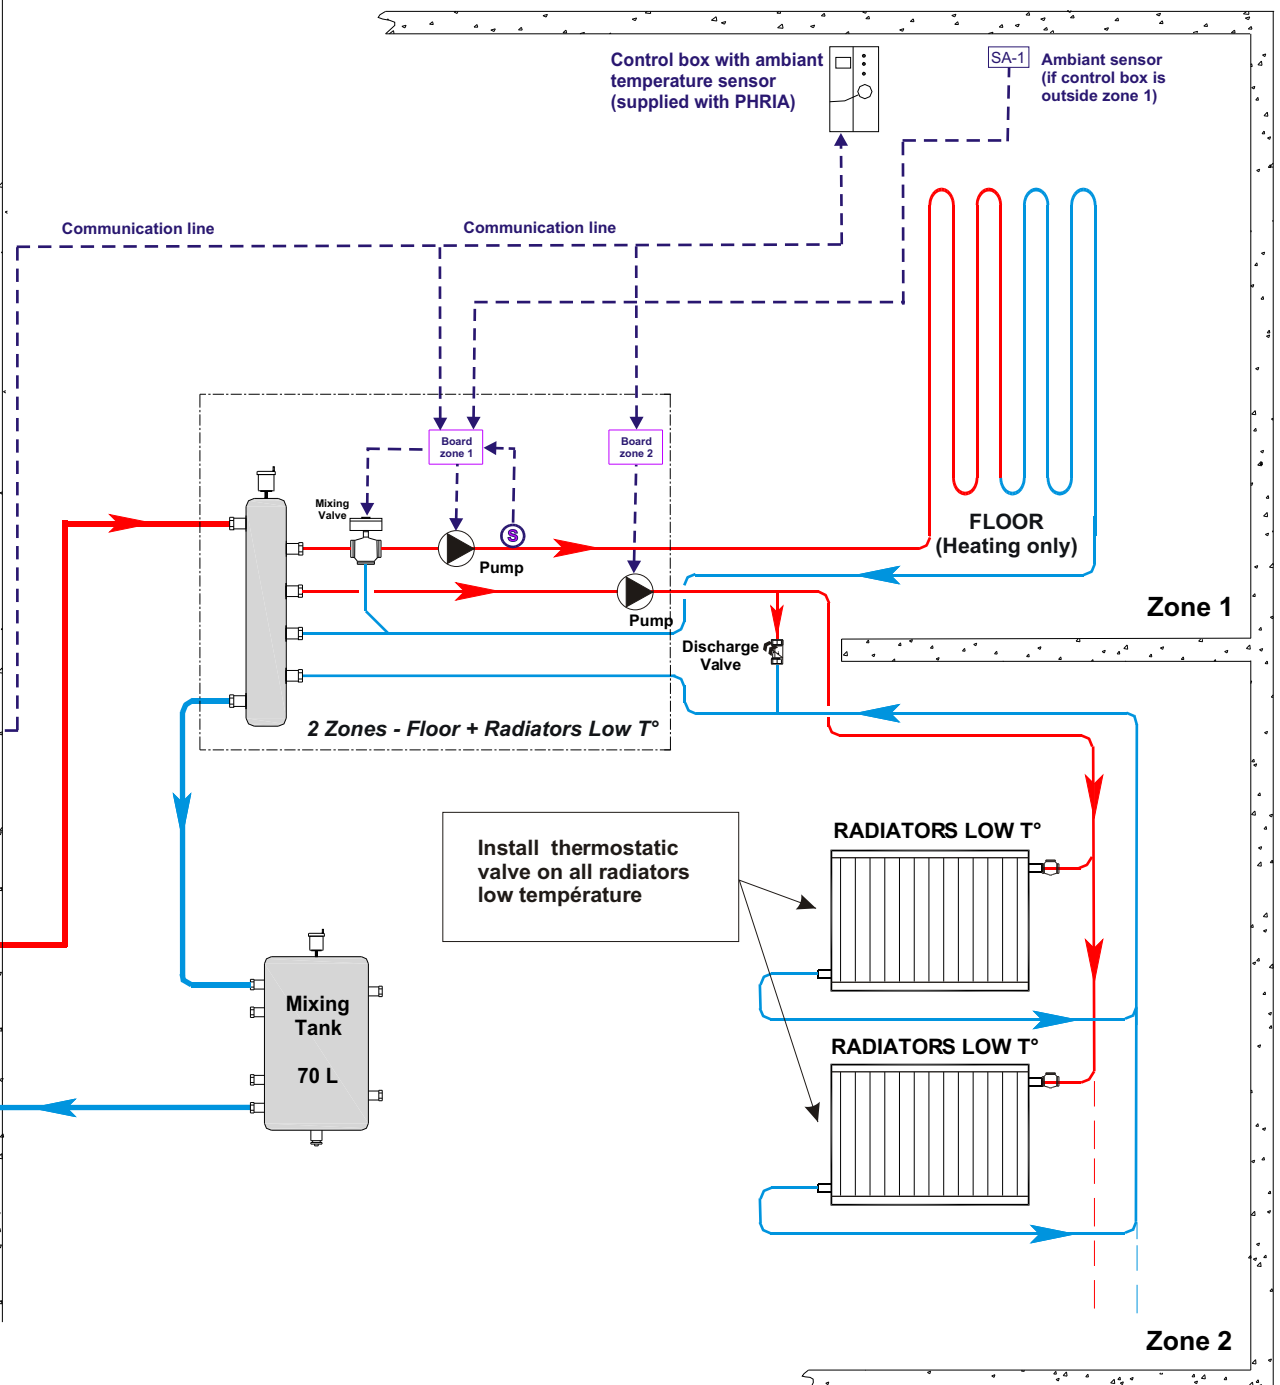 Control box with ambiant
temperature sensor
(supplied with PHRIA)
SA-1
Ambiant sensor
(if control box is
outside zone 1)
Communication line
Communication line
Board
zone 1
Board
zone 2
Mixing
Valve
S
Pump
FLOOR
(Heating only)
Zone 1
Pump
Discharge
Valve
2 Zones - Floor + Radiators Low T°
Install thermostatic
valve on all radiators
low température
RADIATORS LOW T°
Mixing
Tank
70 L
RADIATORS LOW T°
Zone 2